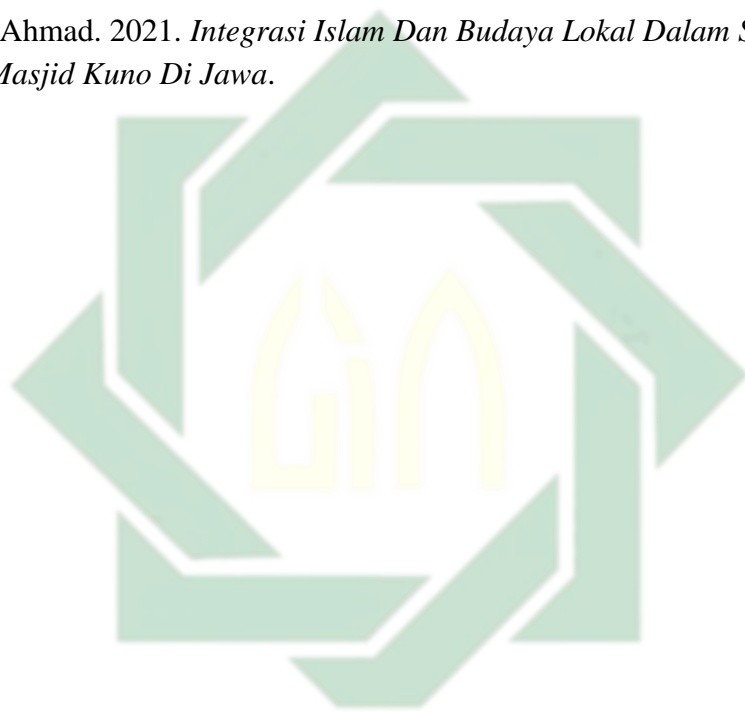 Ahmad. 2021. Integrasi Islam Dan Budaya Lokal Dalam
Masjid Kuno Di Jawa.